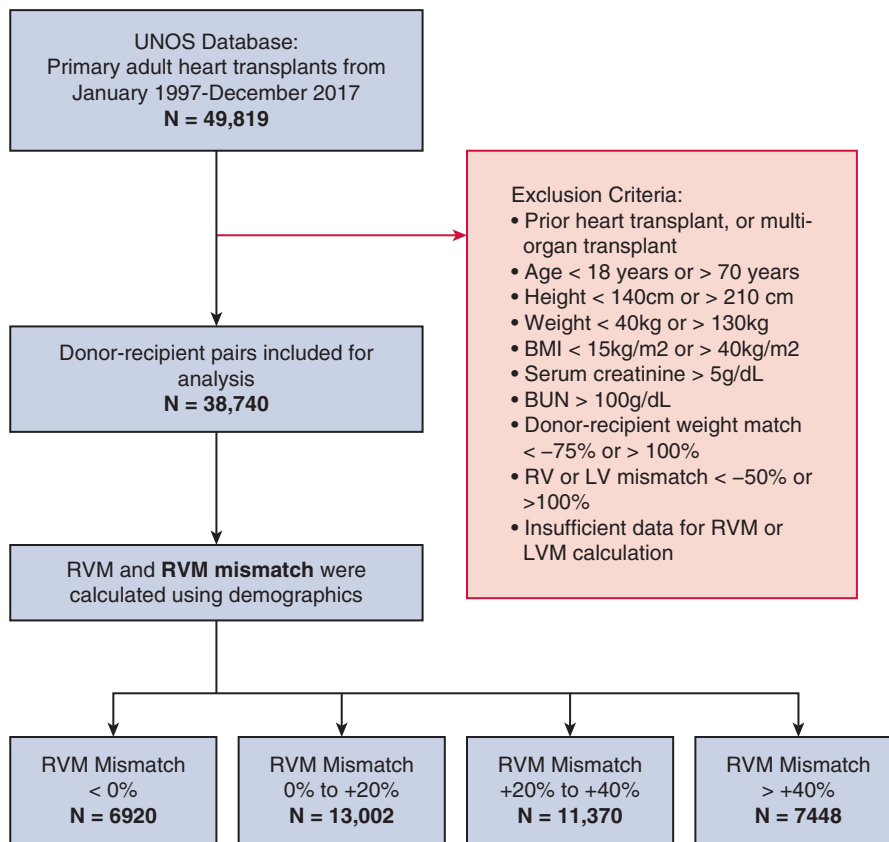 UNOS Database:
Primary adult heart transplants from
January 1997-December 2017
N = 49,819
Exclusion Criteria:
• Prior heart transplant, or multi-
organ transplant
• Age < 18 years or > 70 years
• Height < 140cm or > 210 cm
• Weight < 40kg or > 130kg
• BMI < 15kg/m2 or > 40kg/m2
• Serum creatinine > 5g/dL
• BUN > 100g/dL
• Donor-recipient weight match
< −75% or > 100%
• RV or LV mismatch < −50% or
>100%
• Insufficient data for RVM or
LVM calculation
Donor-recipient pairs included for
analysis
N = 38,740
RVM and RVM mismatch were
calculated using demographics
RVM Mismatch
< 0%
N = 6920
RVM Mismatch
0% to +20%
N = 13,002
RVM Mismatch
+20% to +40%
N = 11,370
RVM Mismatch
> +40%
N = 7448